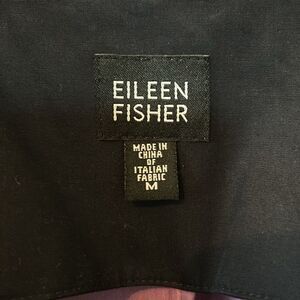 EILEEN
FISHER
MADE IN
CHINA
OF
ITALIAN
FABRIC
M